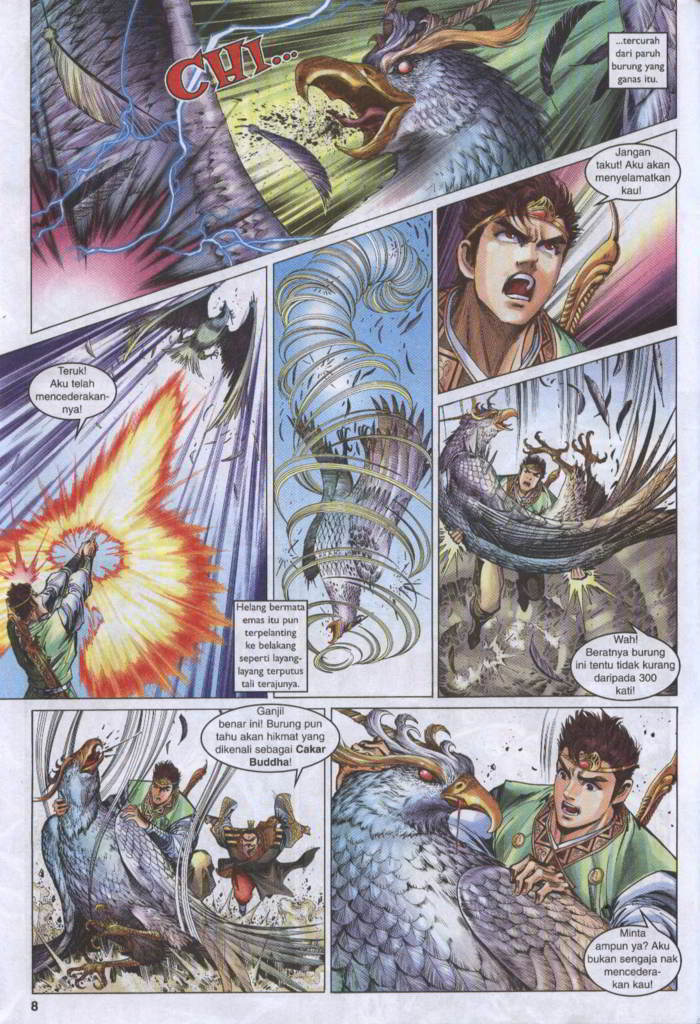 CHI...
...tercurah
dari paruh
burung yang
ganas itu.
Jangan
takut! Aku akan
menyelamatkan
kau!
Teruk!
Aku telah
mencederakan-
nya!
Helang bermata
emas itu pun
terpelanting
ke belakang
seperti layang-
layang terputus
tali terajunya.
Wah!
Beratnya burung
ini tentu tidak kurang
daripada 300
kati!
Ganjil
benar ini! Burung pun
tahu akan hikmat yang
dikenali sebagai Cakar
Buddha!
Minta
ampun ya? Aku
bukan sengaja nak
mencedera-
kan kau!
8